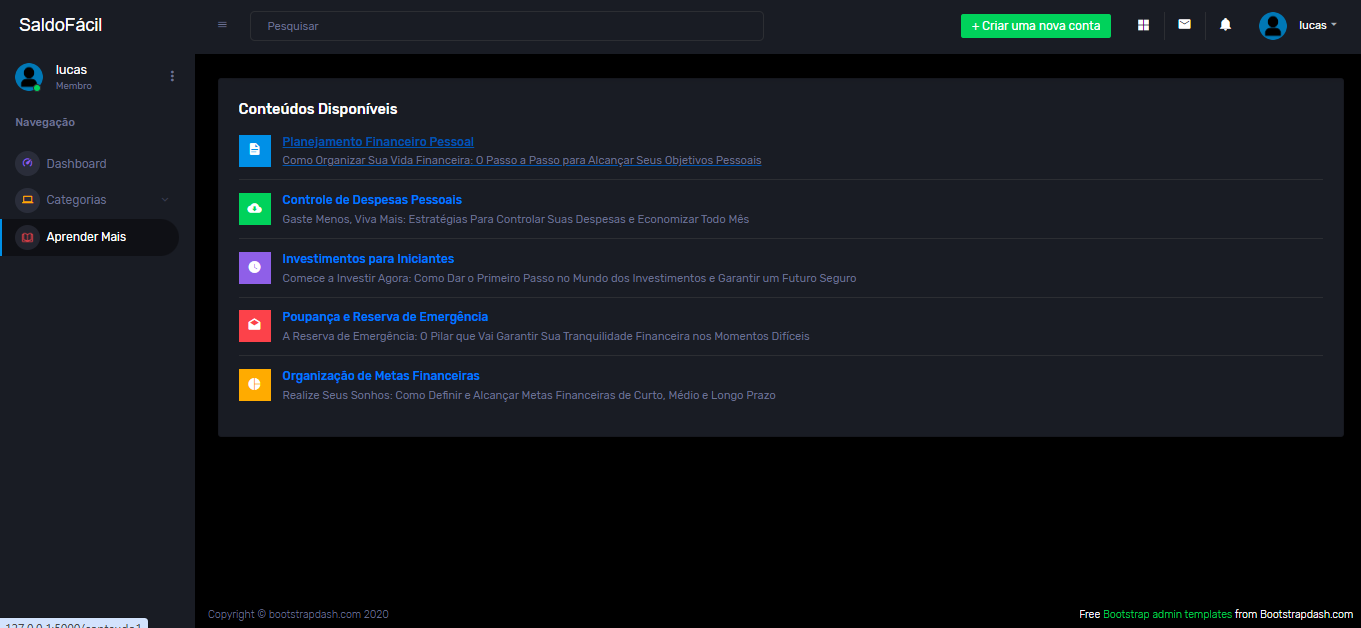 SaldoFácil
Pesquisar
+ Criar uma nova conta
lucas
lucas
Membro
Navegação
Dashboard
Categorias
Aprender Mais
Conteúdos Disponíveis
Planejamento Financeiro Pessoal
Como Organizar Sua Vida Financeira: O Passo a Passo para Alcançar Seus Objetivos Pessoais
Controle de Despesas Pessoais
Gaste Menos, Viva Mais: Estratégias Para Controlar Suas Despesas e Economizar Todo Mês
Investimentos para Iniciantes
Comece a Investir Agora: Como Dar o Primeiro Passo no Mundo dos Investimentos e Garantir um Futuro Seguro
Poupança e Reserva de Emergência
A Reserva de Emergência: O Pilar que Vai Garantir Sua Tranquilidade Financeira nos Momentos Difíceis
Organização de Metas Financeiras
Realize Seus Sonhos: Como Definir e Alcançar Metas Financeiras de Curto, Médio e Longo Prazo
Copyright © bootstrapdash.com 2020
Free Bootstrap admin templates from Bootstrapdash.com
127.0.0.1:5000/conteudo1